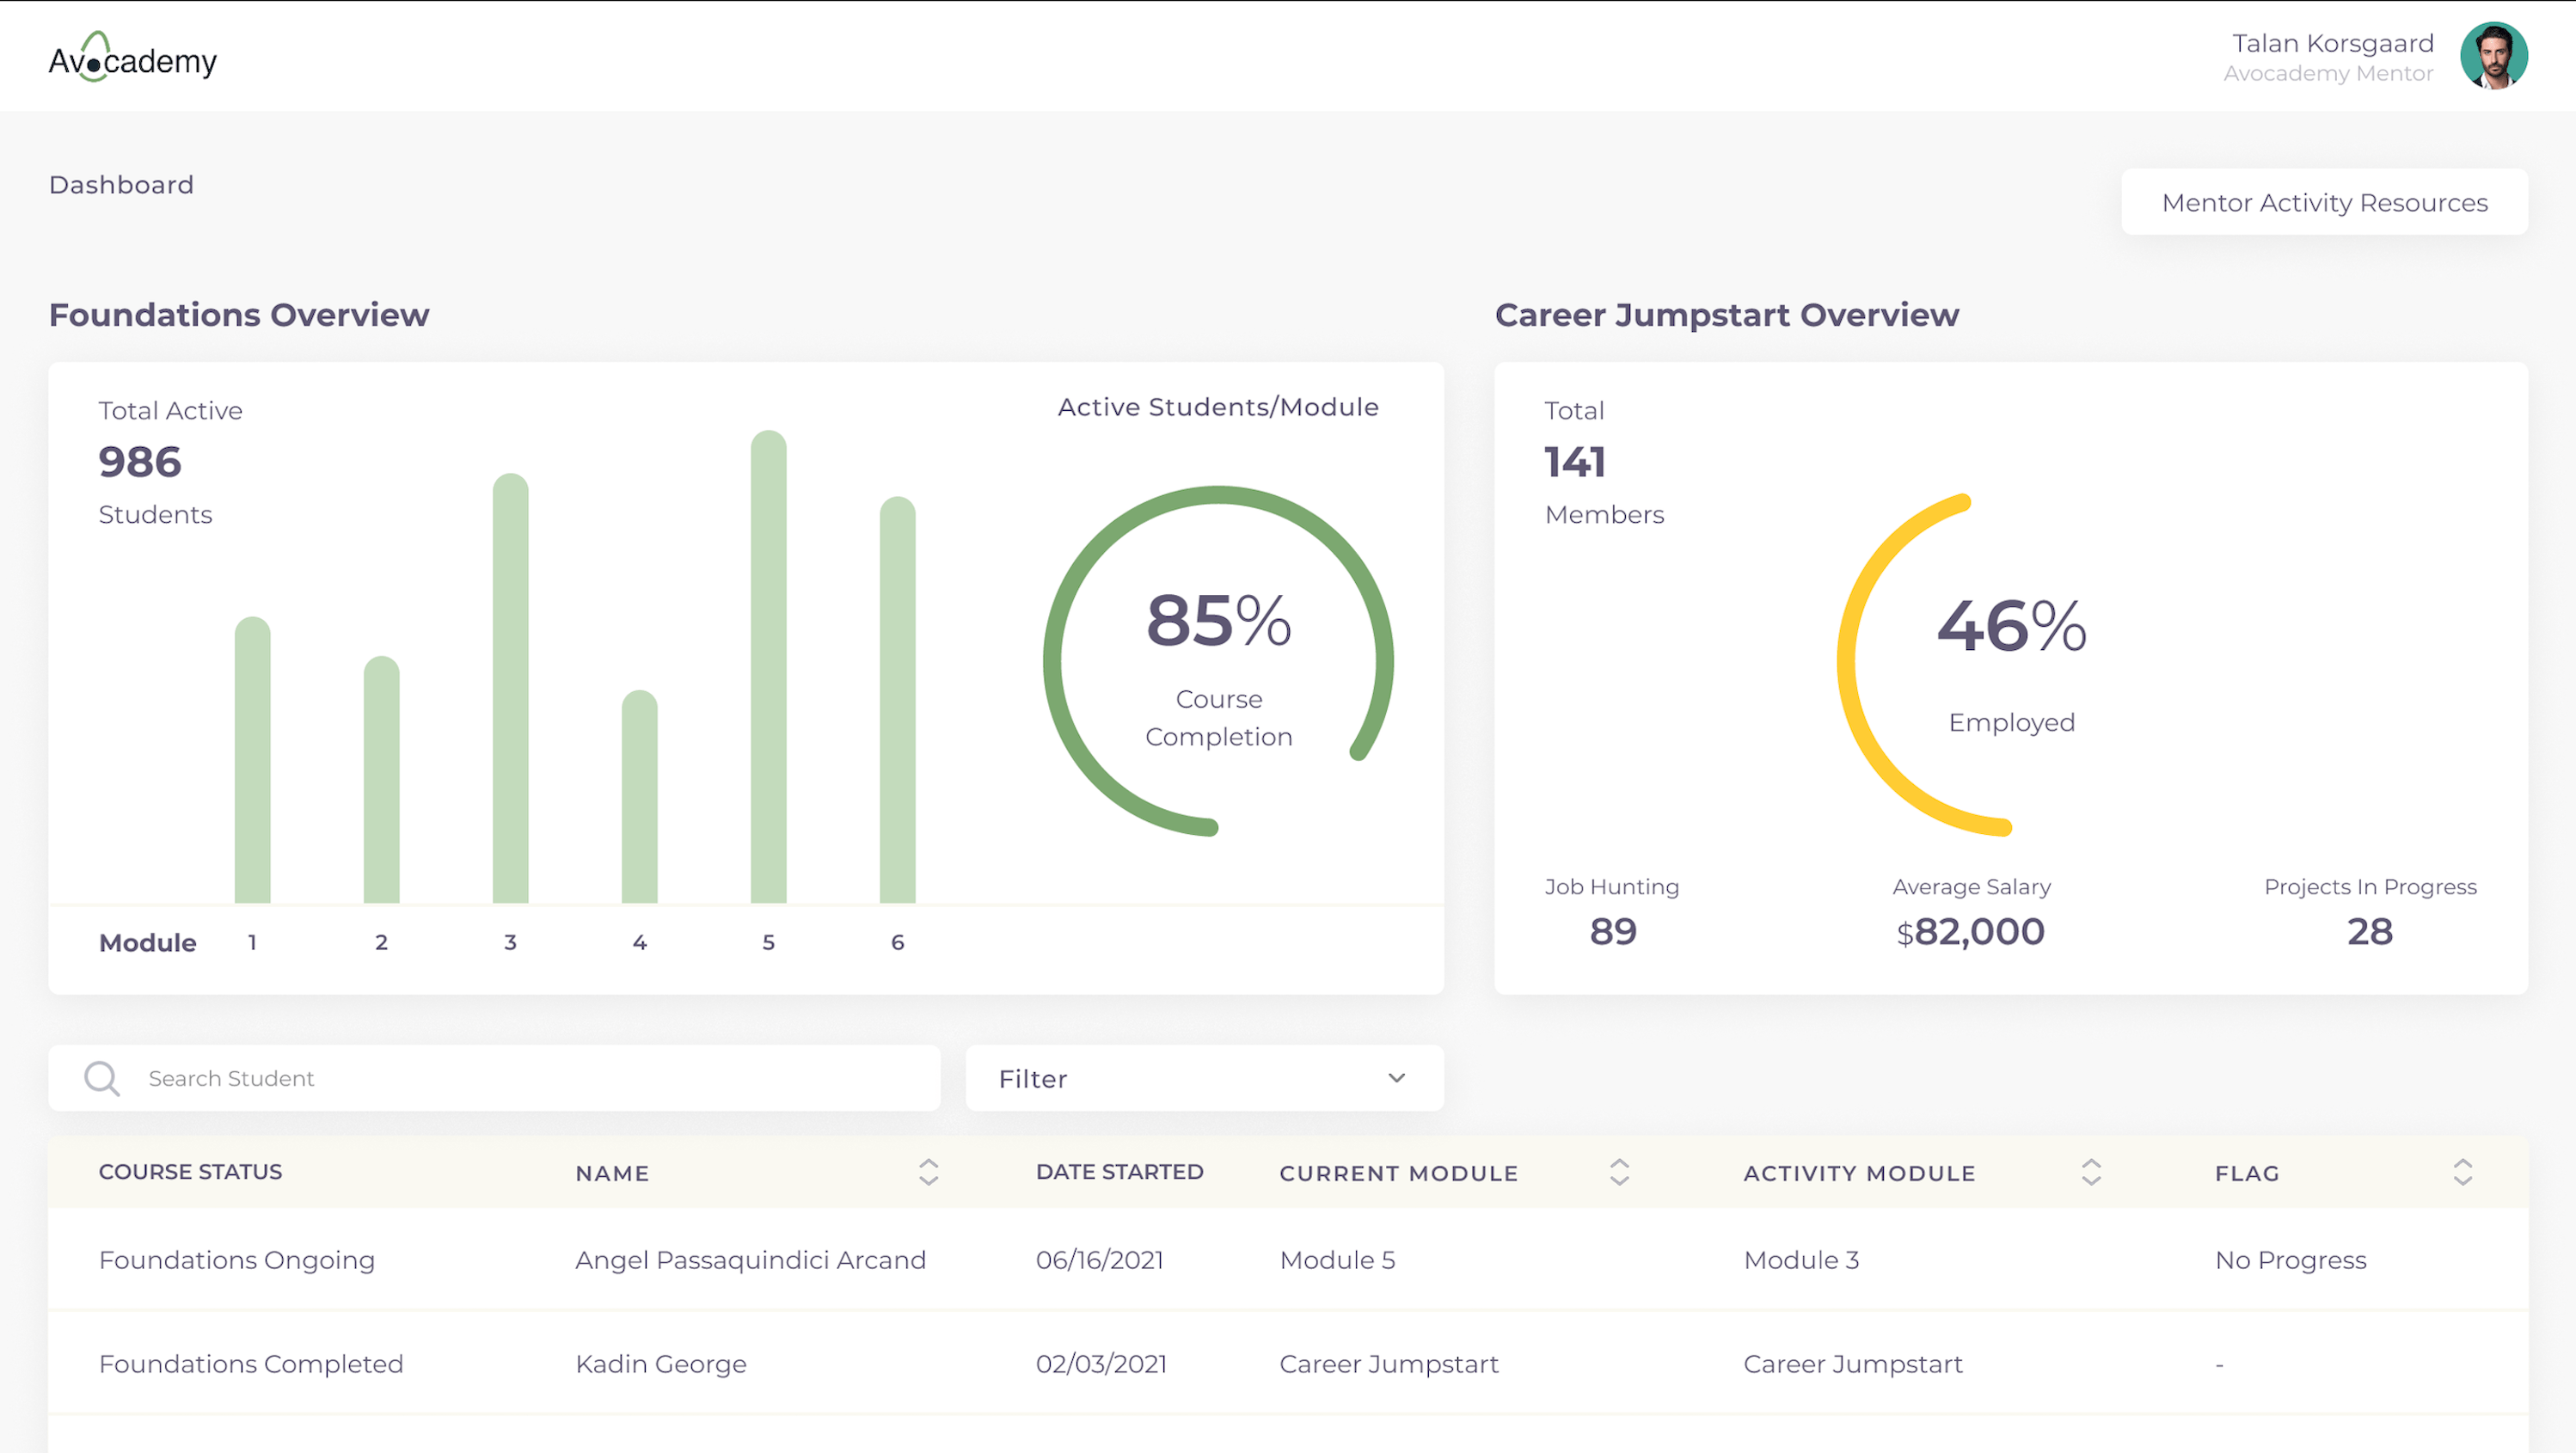 Avocademy
Talan Korsgaard
Avocademy Mentor
Dashboard
Mentor Activity Resources
Foundations Overview
Total Active
986
Students
Active Students/Module
85%
Course
Completion
Module 1 2 3 4 5 6
Career Jumpstart Overview
Total
141
Members
46%
Employed
Job Hunting
89
Average Salary
$82,000
Projects In Progress
28
Search Student
Filter
COURSE STATUS NAME DATE STARTED CURRENT MODULE ACTIVITY MODULE FLAG
Foundations Ongoing Angel Passaquindici Arcand 06/16/2021 Module 5 Module 3 No Progress
Foundations Completed Kadin George 02/03/2021 Career Jumpstart Career Jumpstart -